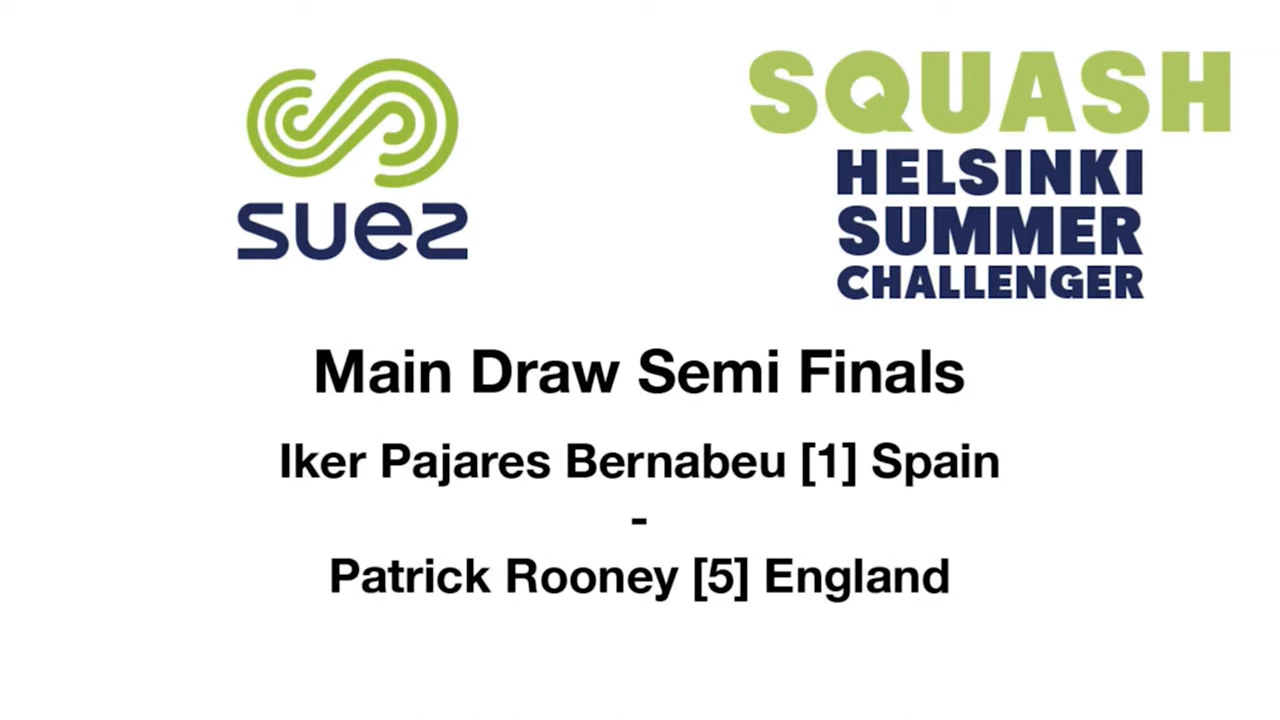 suez
SQUASH
HELSINKI
SUMMER
CHALLENGER
Main Draw Semi Finals
Iker Pajares Bernabeu [1] Spain
-
Patrick Rooney [5] England